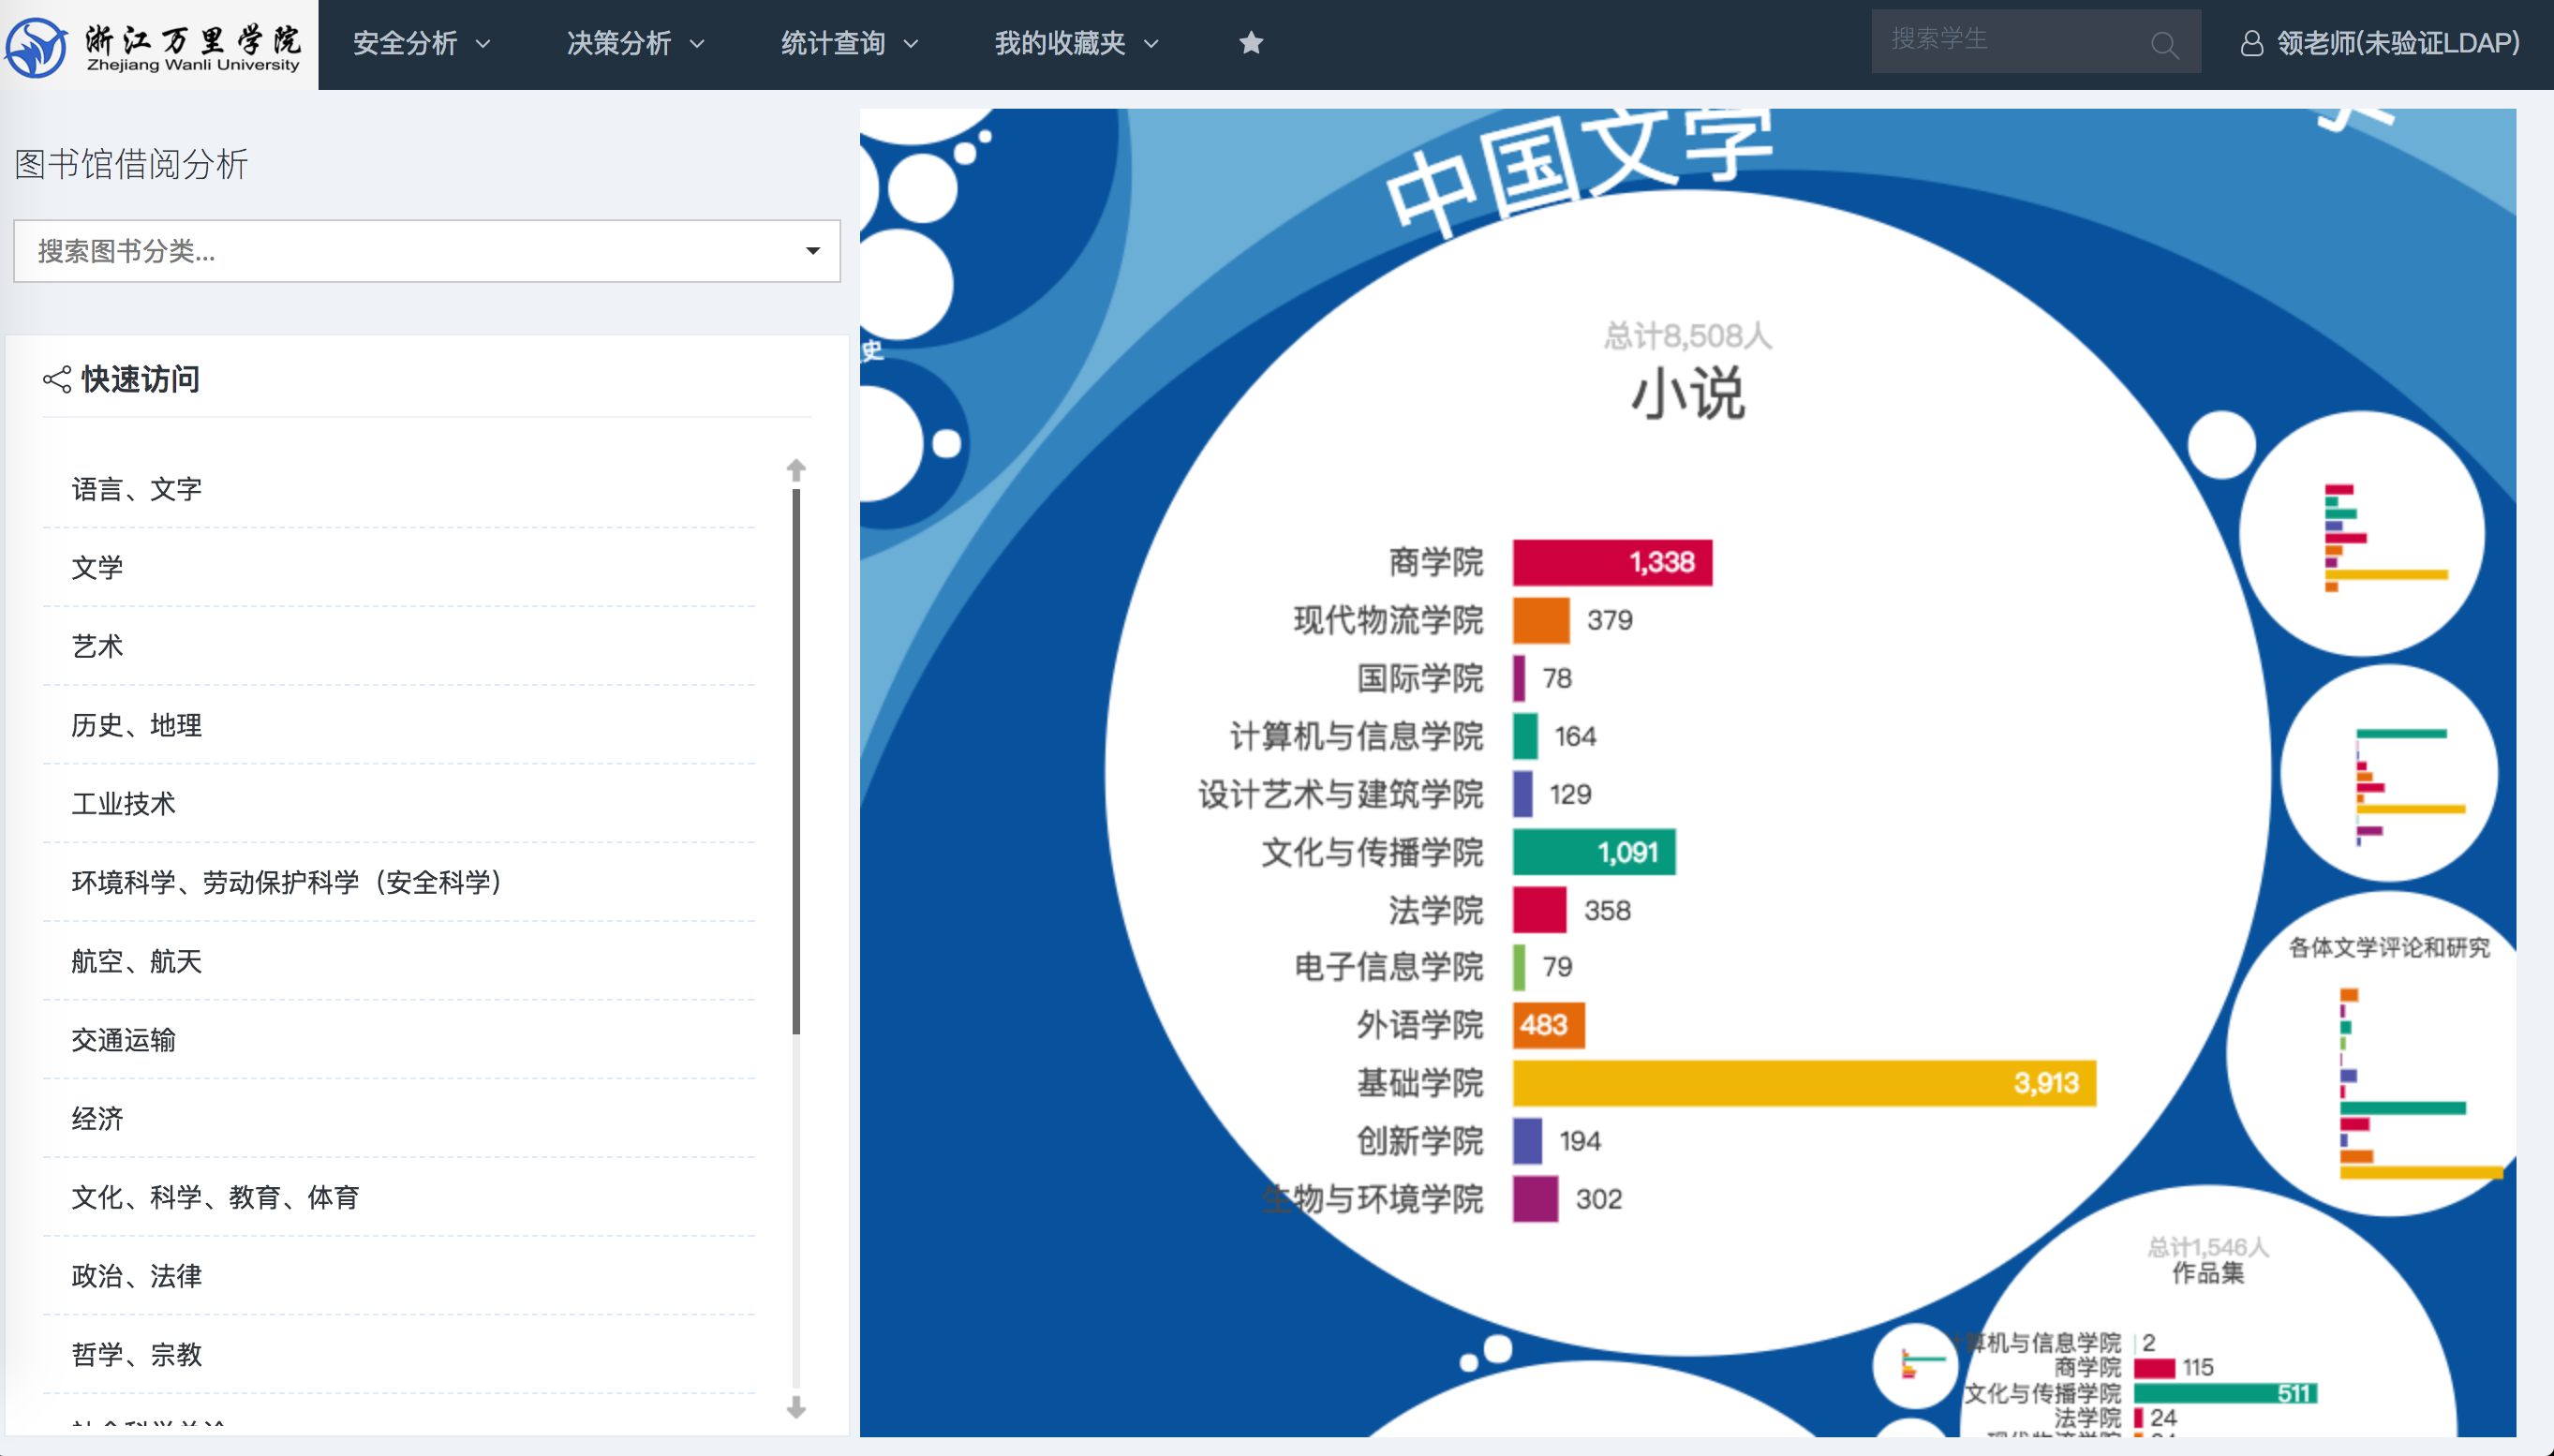 浙江万里学院
Zhejiang Wanli University
安全分析
决策分析
统计查询
我的收藏夹
搜索学生
领老师(未验证LDAP)
图书馆借阅分析
搜索图书分类...
快速访问
语言、文字
文学
艺术
历史、地理
工业技术
环境科学、劳动保护科学（安全科学）
航空、航天
交通运输
经济
文化、科学、教育、体育
政治、法律
哲学、宗教
中国文学
史
总计8,508人
小说
商学院 1,338
现代物流学院 379
国际学院 78
计算机与信息学院 164
设计艺术与建筑学院 129
文化与传播学院 1,091
法学院 358
电子信息学院 79
外语学院 483
基础学院 3,913
创新学院 194
生物与环境学院 302
各体文学评论和研究
总计1,546人
作品集
算机与信息学院 2
商学院 115
文化与传播学院 511
法学院 24